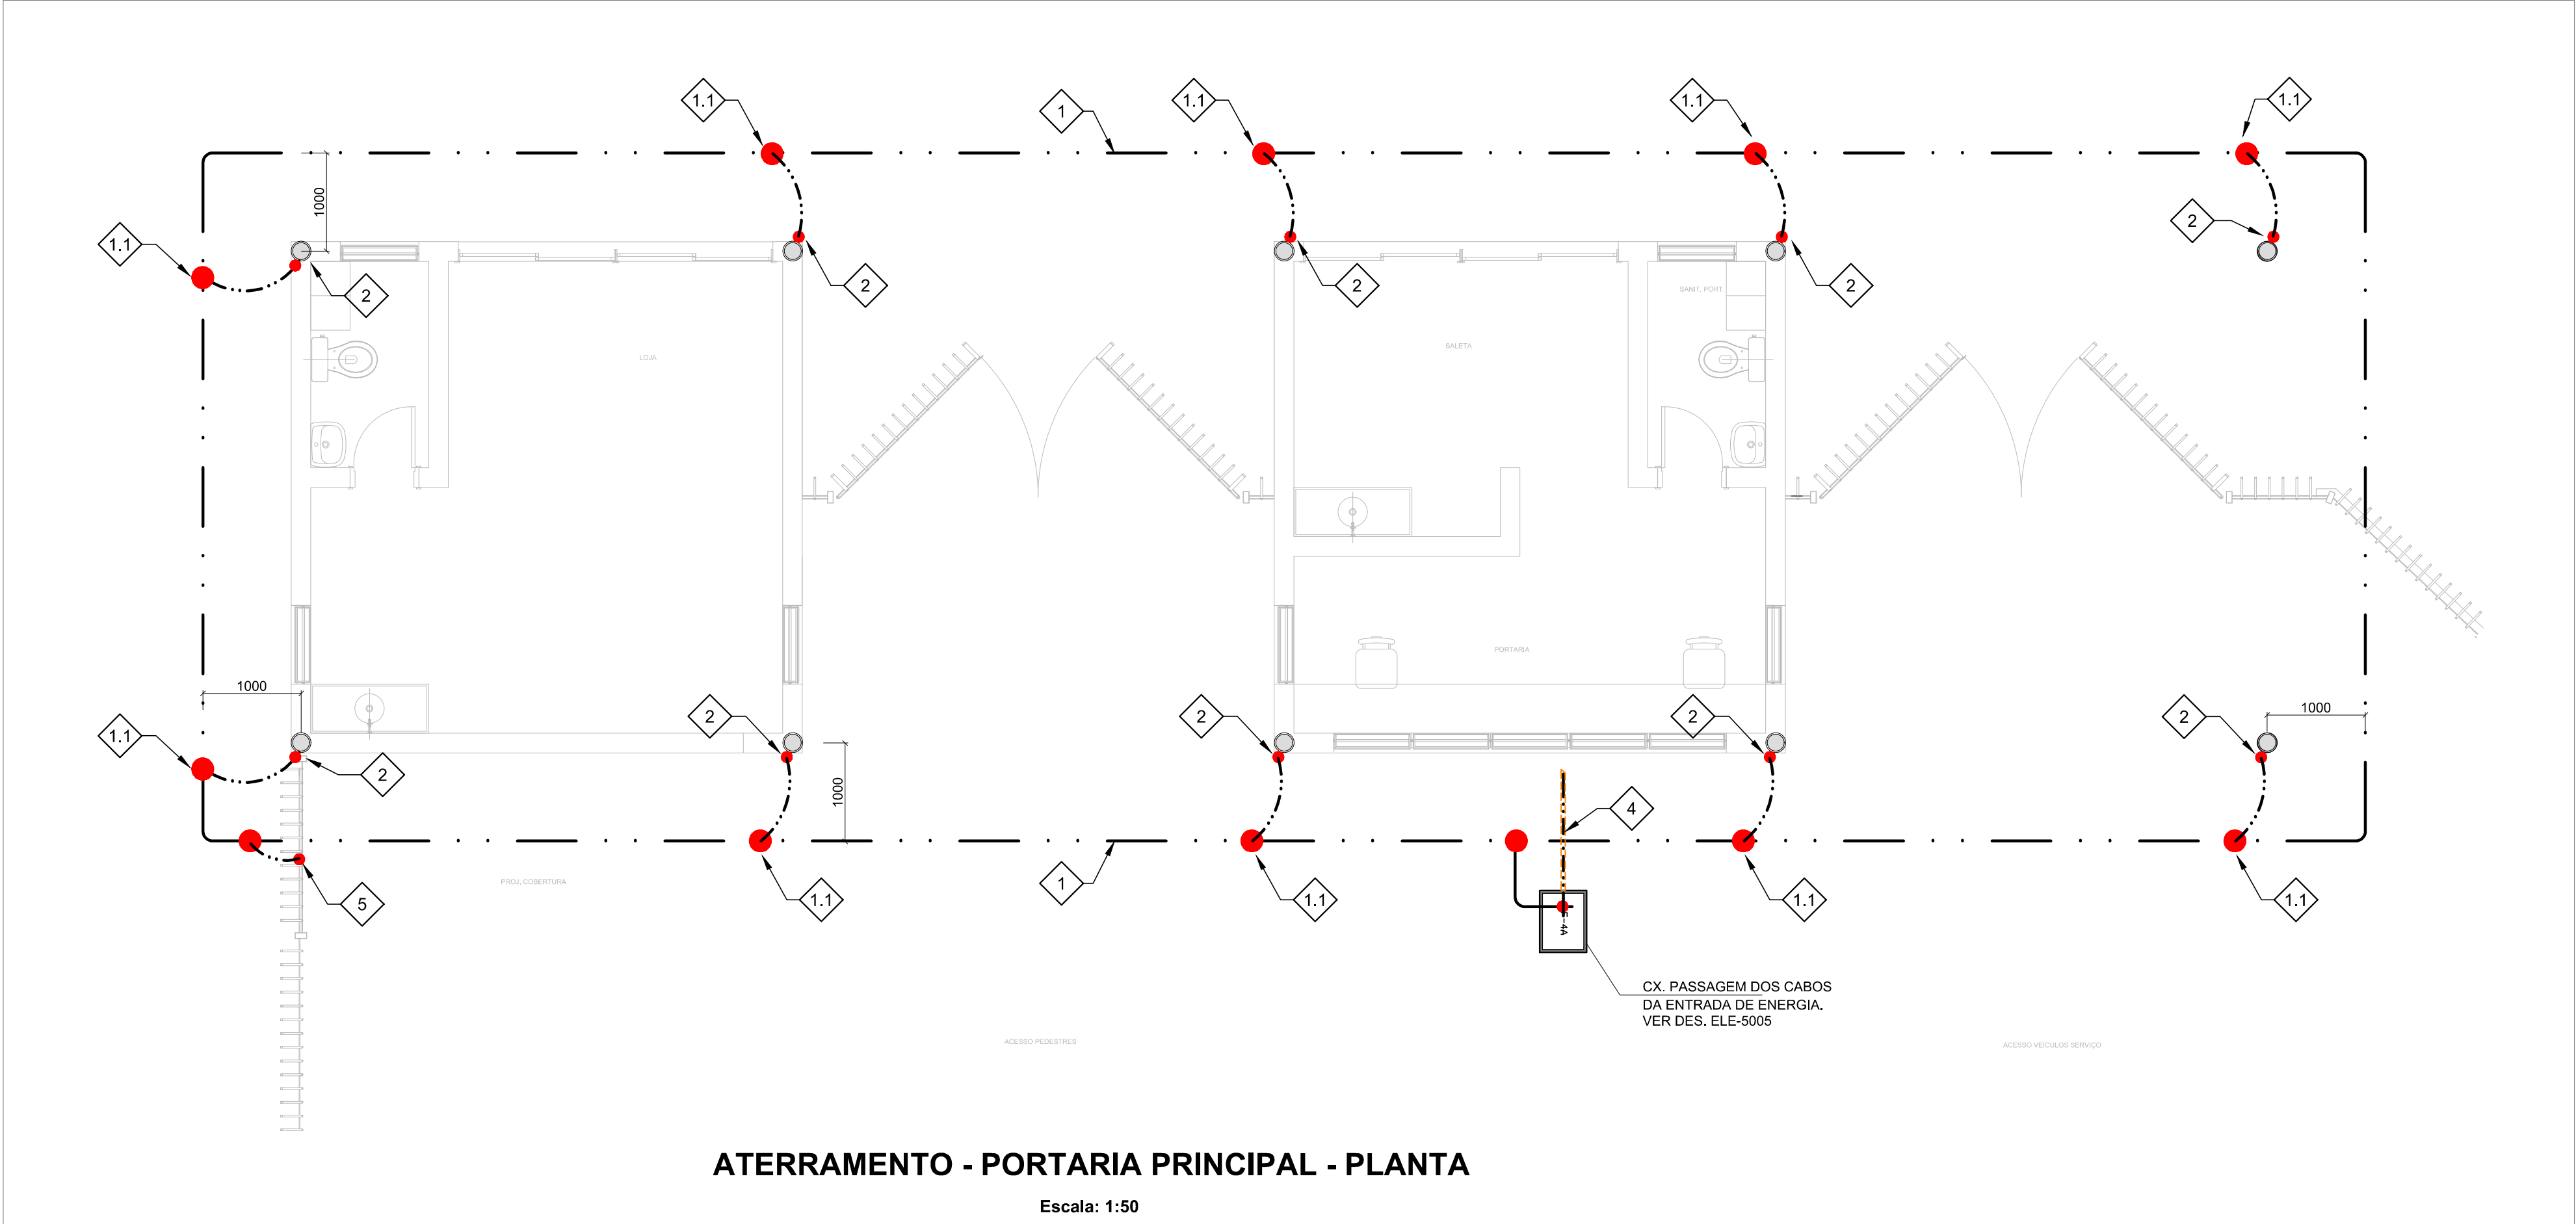 1.1
1
1.1
1.1
1.1
1000
2
1.1
2
2
2
2
SANIT. PORT.
LOJA
SALETA
PORTARIA
1000
2
2
2
2
1000
1.1
2
1000
4
PROJ. COBERTURA
1
5
1.1
1.1
1.1
1.1
CX. PASSAGEM DOS CABOS
DA ENTRADA DE ENERGIA.
VER DES. ELE-5005
ACESSO PEDESTRES
ACESSO VEÍCULOS SERVIÇO
ATERRAMENTO - PORTARIA PRINCIPAL - PLANTA
Escala: 1:50